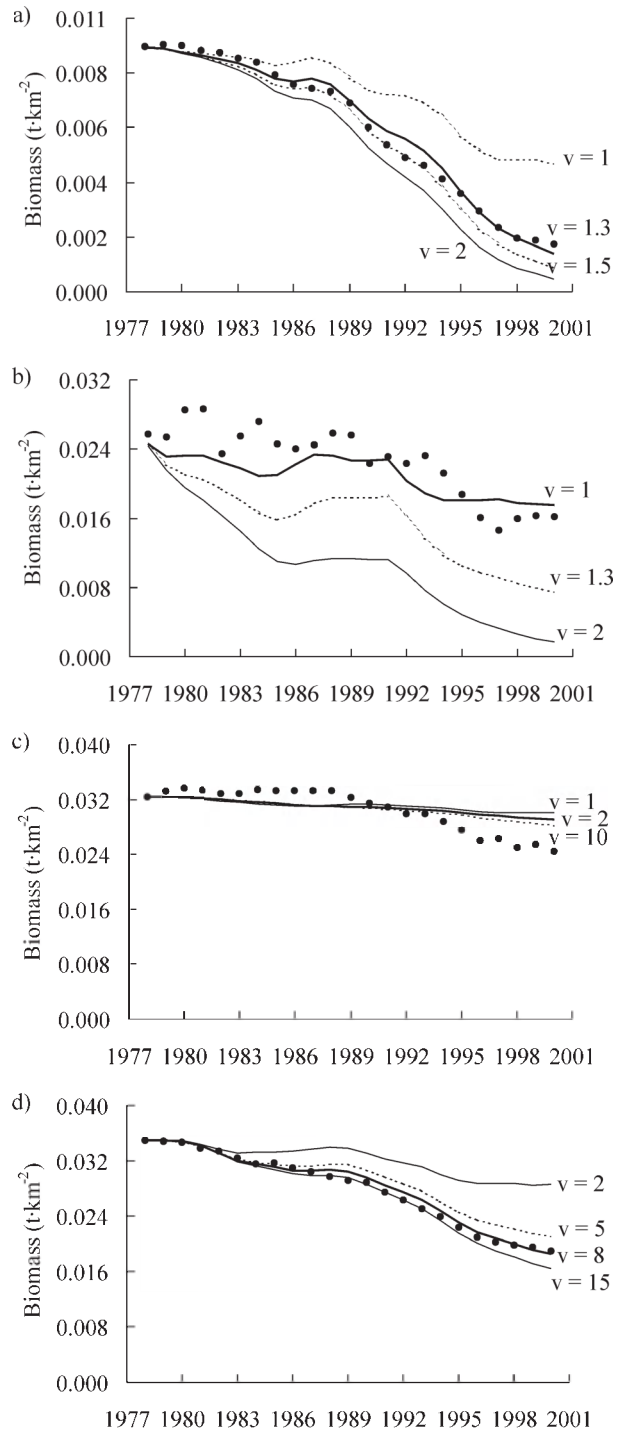 a)
Biomass (t·km-2)
0.011
0.009
0.006
0.004
0.002
0.000
v = 1
v = 1.3
v = 1.5
v = 2
1977 1980 1983 1986 1989 1992 1995 1998 2001
b)
Biomass (t·km-2)
0.032
0.024
0.016
0.008
0.000
v = 1
v = 1.3
v = 2
1977 1980 1983 1986 1989 1992 1995 1998 2001
c)
Biomass (t·km-2)
0.040
0.032
0.024
0.016
0.008
0.000
v = 1
v = 2
v = 10
1977 1980 1983 1986 1989 1992 1995 1998 2001
d)
Biomass (t·km-2)
0.040
0.032
0.024
0.016
0.008
0.000
v = 2
v = 5
v = 8
v = 15
1977 1980 1983 1986 1989 1992 1995 1998 2001